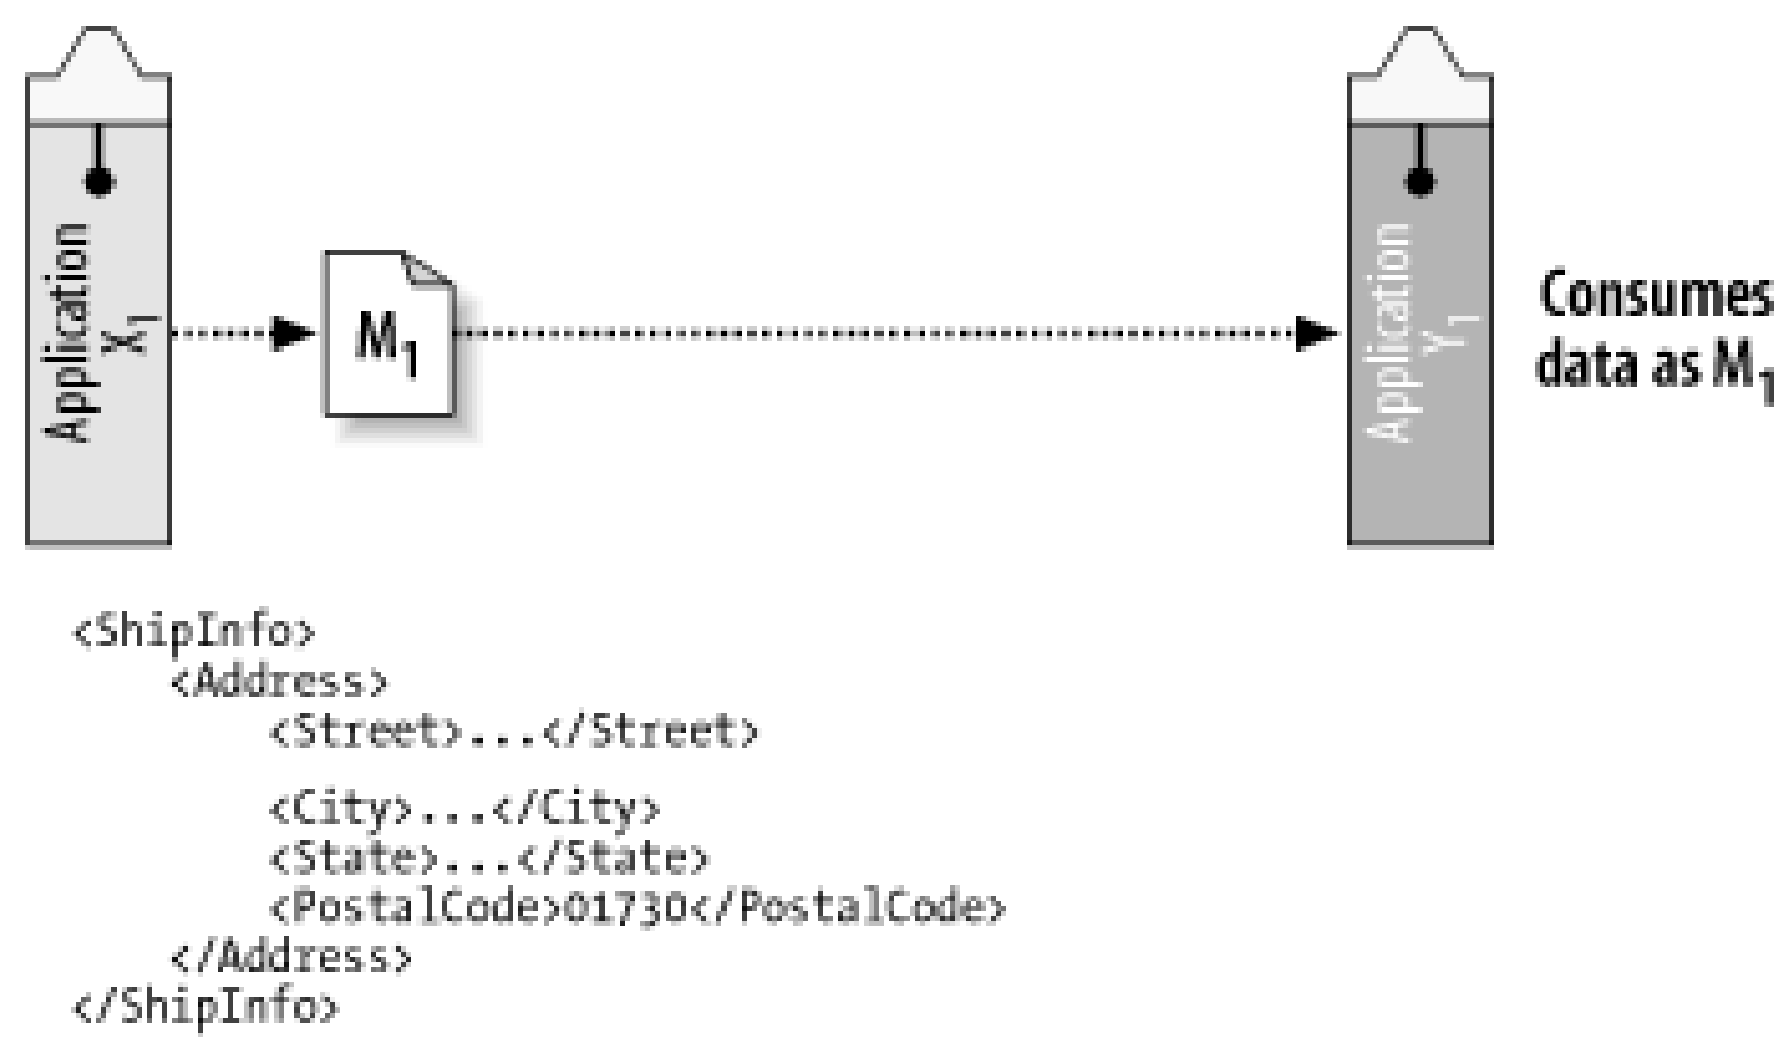 Application
X1
M1
Application
Y1
Consumes
data as M1
<ShipInfo>
<Address>
<Street>...</Street>
<City>...</City>
<State>...</State>
<PostalCode>01730</PostalCode>
</Address>
</ShipInfo>